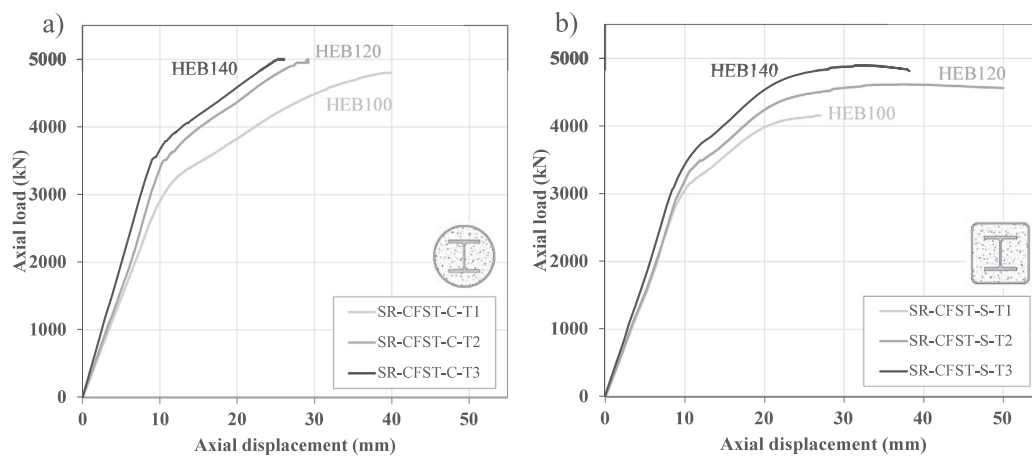 a)
5000
4000
3000
2000
1000
0
Axial load (kN)
HEB140
HEB120
HEB100
SR-CFST-C-T1
SR-CFST-C-T2
SR-CFST-C-T3
0 10 20 30 40 50
Axial displacement (mm)
b)
5000
4000
3000
2000
1000
0
Axial load (kN)
HEB140
HEB120
HEB100
SR-CFST-S-T1
SR-CFST-S-T2
SR-CFST-S-T3
0 10 20 30 40 50
Axial displacement (mm)